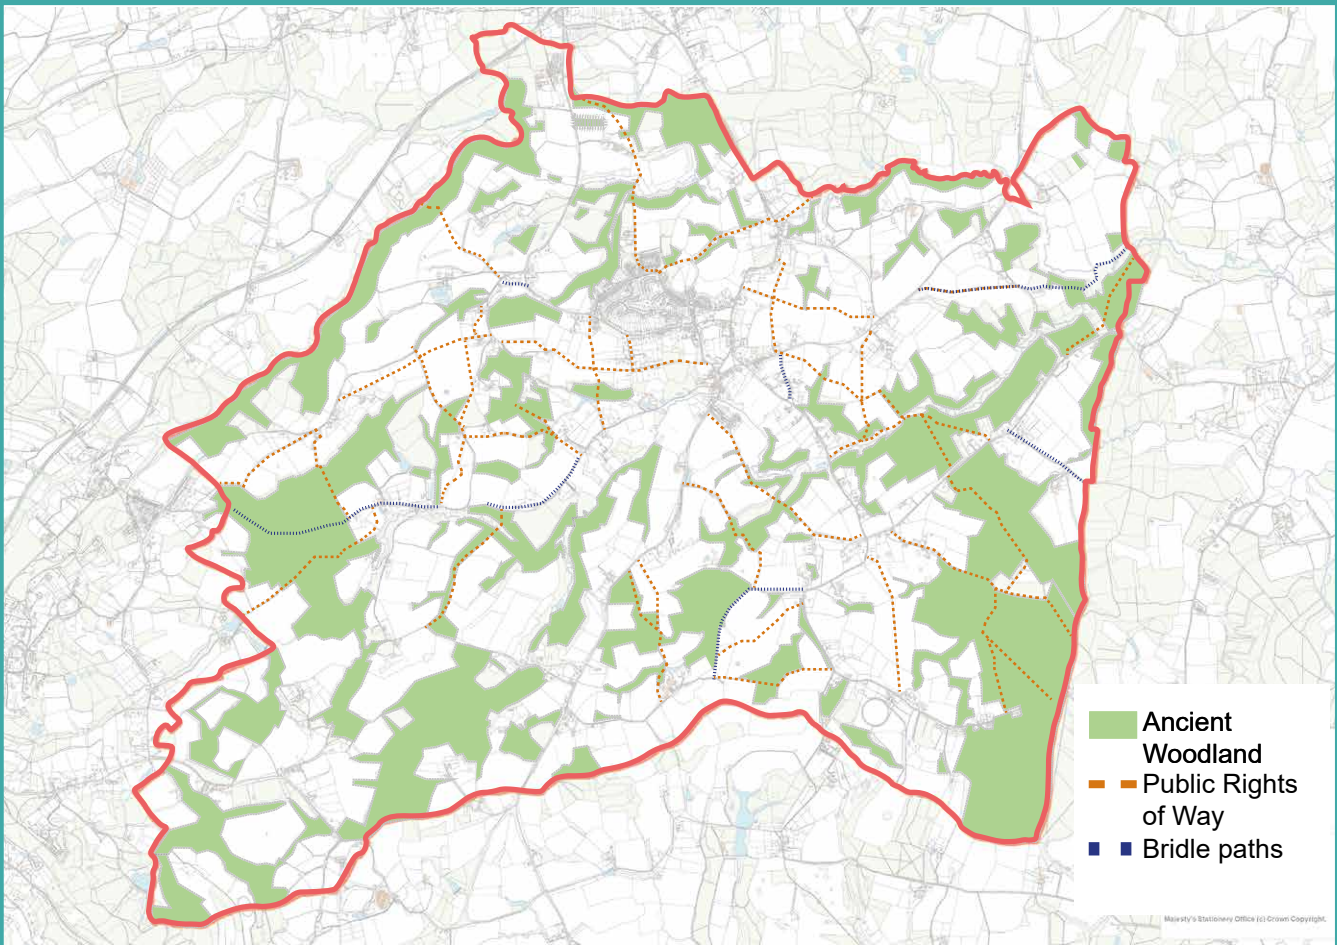 Ancient
Woodland
Public Rights
of Way
Bridle paths
Majesty's Stationery Office (c) Crown Copyright.